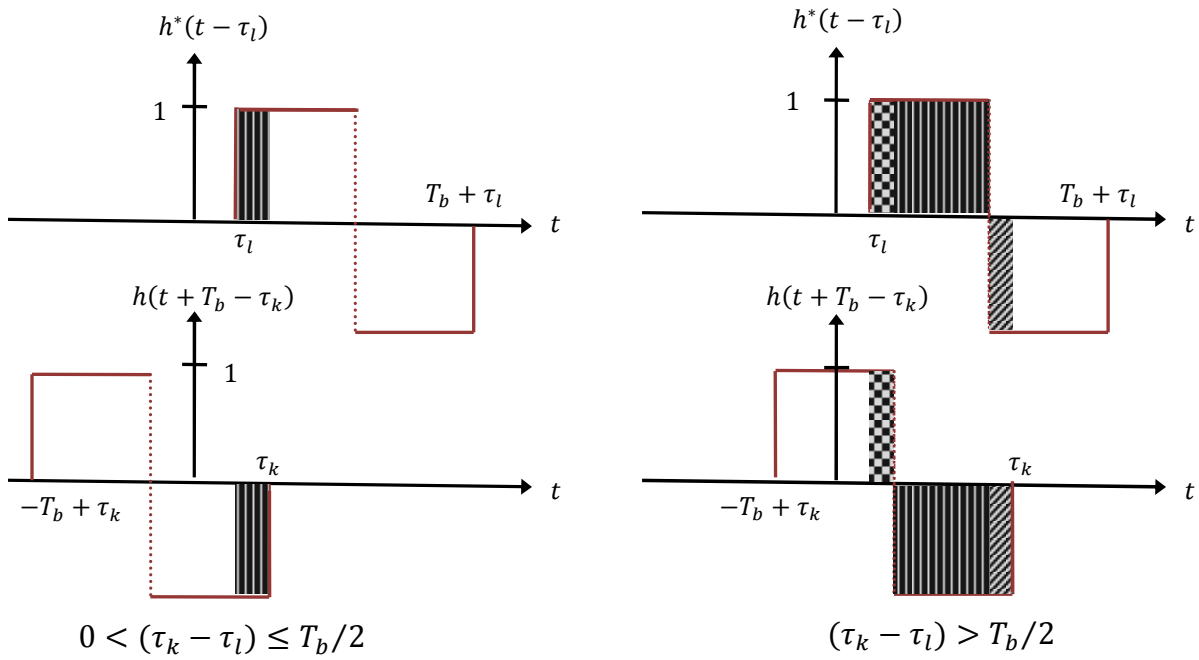 h*(t − τ_l)
1
T_b + τ_l
τ_l
t
h(t + T_b − τ_k)
1
τ_k
−T_b + τ_k
t
0 < (τ_k − τ_l) ≤ T_b/2
h*(t − τ_l)
1
T_b + τ_l
τ_l
t
h(t + T_b − τ_k)
τ_k
−T_b + τ_k
t
(τ_k − τ_l) > T_b/2